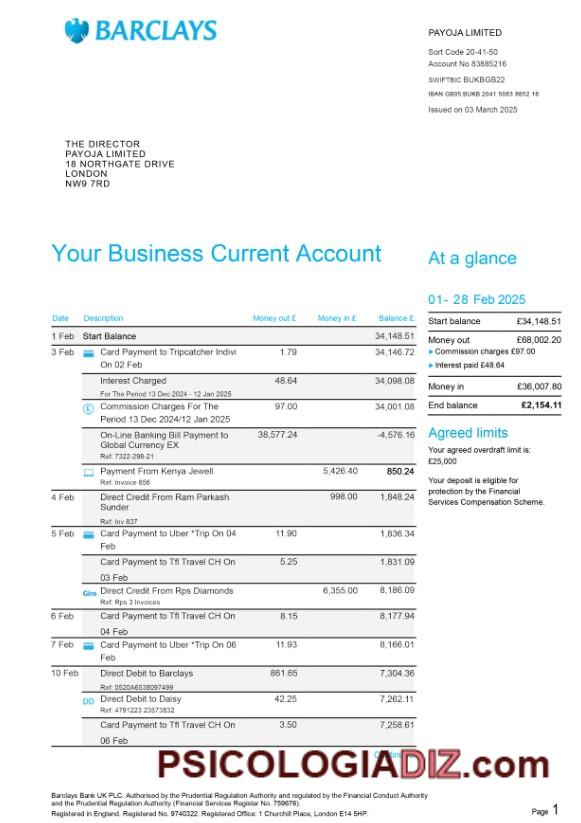 BARCLAYS
PAYOJA LIMITED
Sort Code 20-41-50
Account No 83885216
SWIFTBIC BUKBGB22
IBAN GB05 BUKB 2041 5083 8852 16
Issued on 03 March 2025
THE DIRECTOR
PAYOJA LIMITED
18 NORTHGATE DRIVE
LONDON
NW9 7RD
Your Business Current Account
At a glance
01- 28 Feb 2025
Start balance £34,148.51
Money out £68,002.20
Commission charges £97.00
Interest paid £48.64
Money in £36,007.80
End balance £2,154.11
Agreed limits
Your agreed overdraft limit is:
£25,000
Your deposit is eligible for
protection by the Financial
Services Compensation Scheme.
Date Description Money out £ Money in £ Balance £
1 Feb Start Balance 34,148.51
3 Feb Card Payment to Tripcatcher Indivi 1.79 34,146.72
On 02 Feb
Interest Charged 48.64 34,098.08
For The Period 13 Dec 2024 - 12 Jan 2025
£ Commission Charges For The 97.00 34,001.08
Period 13 Dec 2024/12 Jan 2025
On-Line Banking Bill Payment to 38,577.24 -4,576.16
Global Currency EX
Ref: 7322-298-21
Payment From Kenya Jewell 5,426.40 850.24
Ref: Invoice 856
4 Feb Direct Credit From Ram Parkash 998.00 1,848.24
Sunder
Ref: Inv 837
5 Feb Card Payment to Uber *Trip On 04 11.90 1,836.34
Feb
Card Payment to Tfl Travel CH On 5.25 1,831.09
03 Feb
Giro Direct Credit From Rps Diamonds 6,355.00 8,186.09
Ref: Rps 3 Invoices
6 Feb Card Payment to Tfl Travel CH On 8.15 8,177.94
04 Feb
7 Feb Card Payment to Uber *Trip On 06 11.93 8,166.01
Feb
10 Feb Direct Debit to Barclays 861.65 7,304.36
Ref: 0520A6538097499
DD Direct Debit to Daisy 42.25 7,262.11
Ref: 4791223 23573832
Card Payment to Tfl Travel CH On 3.50 7,258.61
06 Feb
PSICOLOGIADIZ.com
Barclays Bank UK PLC. Authorised by the Prudential Regulation Authority and regulated by the Financial Conduct Authority
and the Prudential Regulation Authority (Financial Services Register No. 759676).
Registered in England. Registered No. 9740322. Registered Office: 1 Churchill Place, London E14 5HP.
Page 1